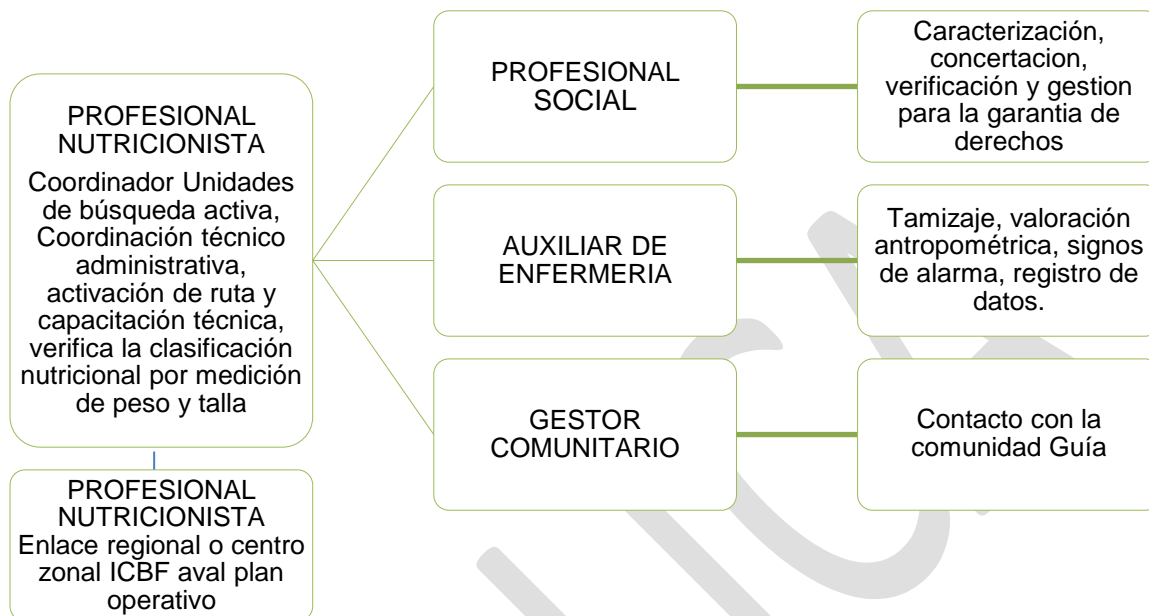 PROFESIONAL
NUTRICIONISTA
Coordinador Unidades
de búsqueda activa,
Coordinación técnico
administrativa,
activación de ruta y
capacitación técnica,
verifica la clasificación
nutricional por medición
de peso y talla
PROFESIONAL
NUTRICIONISTA
Enlace regional o centro
zonal ICBF aval plan
operativo
PROFESIONAL
SOCIAL
Caracterización,
concertacion,
verificación y gestion
para la garantia de
derechos
AUXILIAR DE
ENFERMERIA
Tamizaje, valoración
antropométrica, signos
de alarma, registro de
datos.
GESTOR
COMUNITARIO
Contacto con la
comunidad Guía